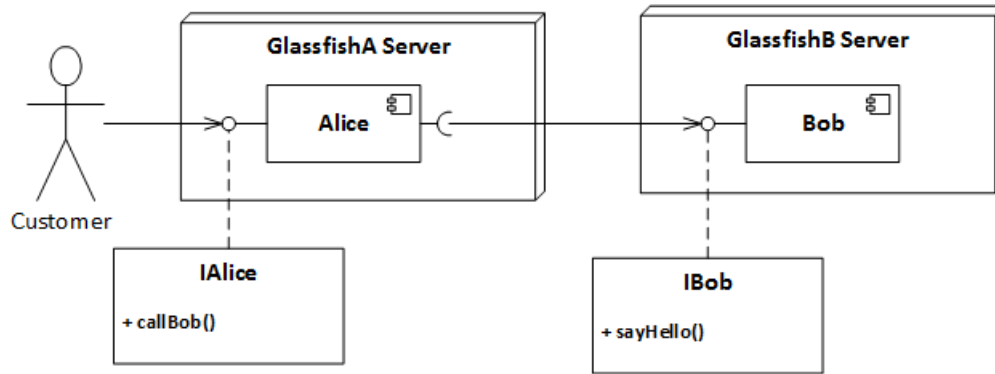 GlassfishA Server
GlassfishB Server
Alice
Bob
Customer
IAlice
+ callBob()
IBob
+ sayHello()